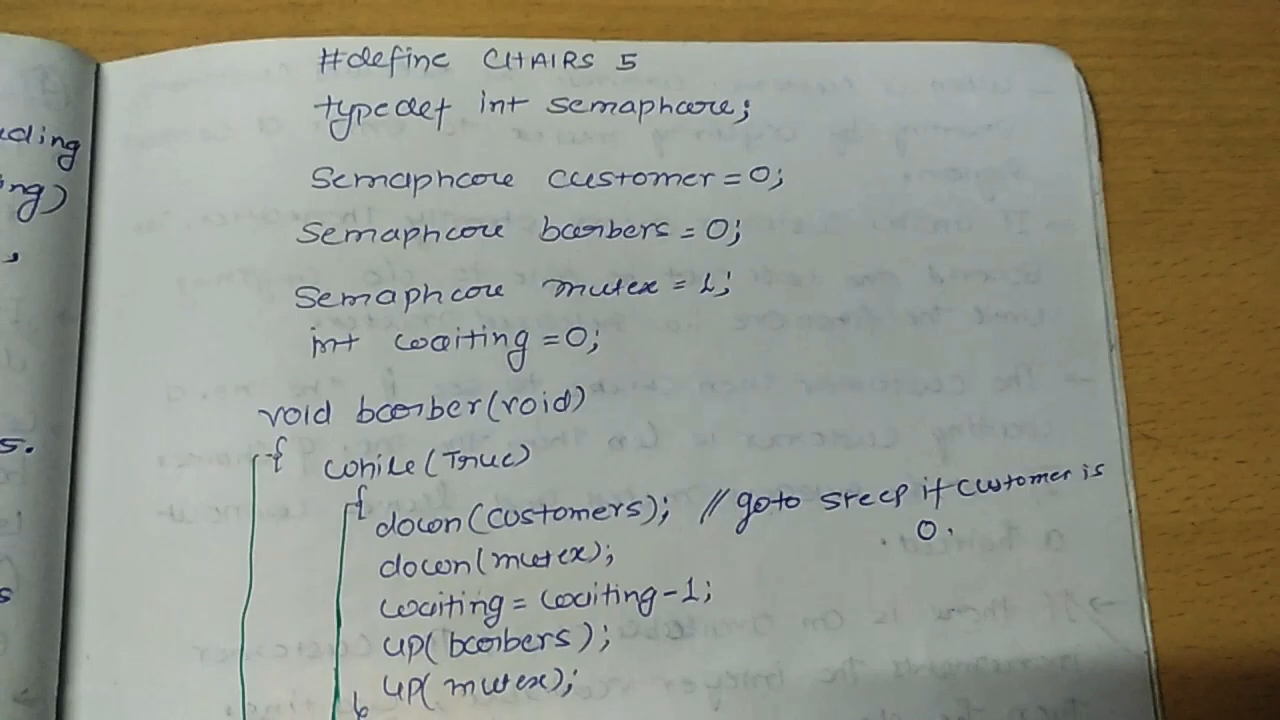 #define CHAIRS 5
typedef int semaphore;
Semaphore customer = 0;
Semaphore barbers = 0;
Semaphore mutex = 1;
int waiting = 0;
void barber(void)
{ while(True)
{ down(customers); // goto sleep if customer is
0.
down(mutex);
waiting = waiting - 1;
up(barbers);
up(mutex);
ding
ng)
,
s.
s